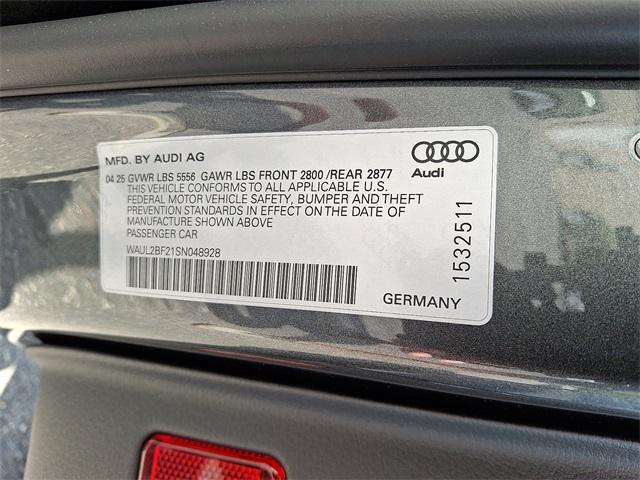 MFD. BY AUDI AG
04 25 GVWR LBS 5556 GAWR LBS FRONT 2800 /REAR 2877
THIS VEHICLE CONFORMS TO ALL APPLICABLE U.S.
FEDERAL MOTOR VEHICLE SAFETY, BUMPER AND THEFT
PREVENTION STANDARDS IN EFFECT ON THE DATE OF
MANUFACTURE SHOWN ABOVE
PASSENGER CAR
WAUL2BF21SN048928
Audi
1532511
GERMANY